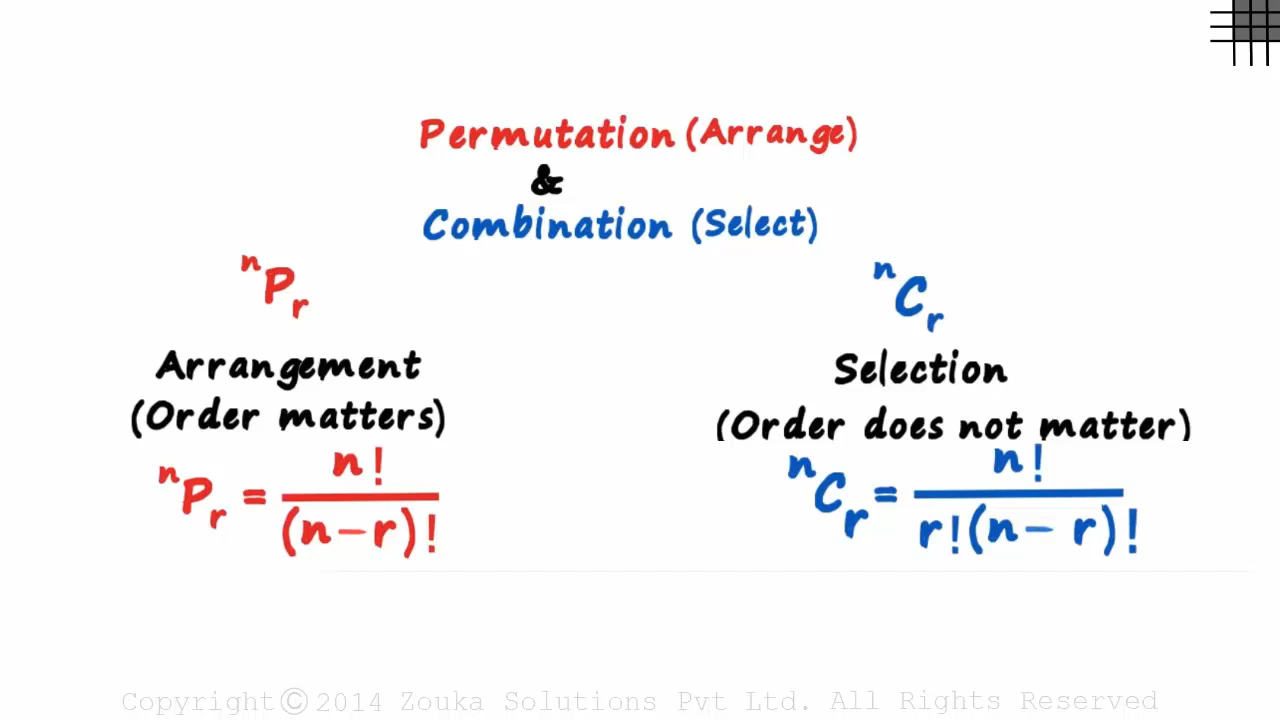 Permutation (Arrange)
&
Combination (Select)
ⁿPᵣ
Arrangement
(Order matters)
ⁿPᵣ = n! / (n-r)!
ⁿCᵣ
Selection
(Order does not matter)
ⁿCᵣ = n! / r!(n- r)!
Copyright© 2014 Zouka Solutions Pvt Ltd. All Rights Reserved